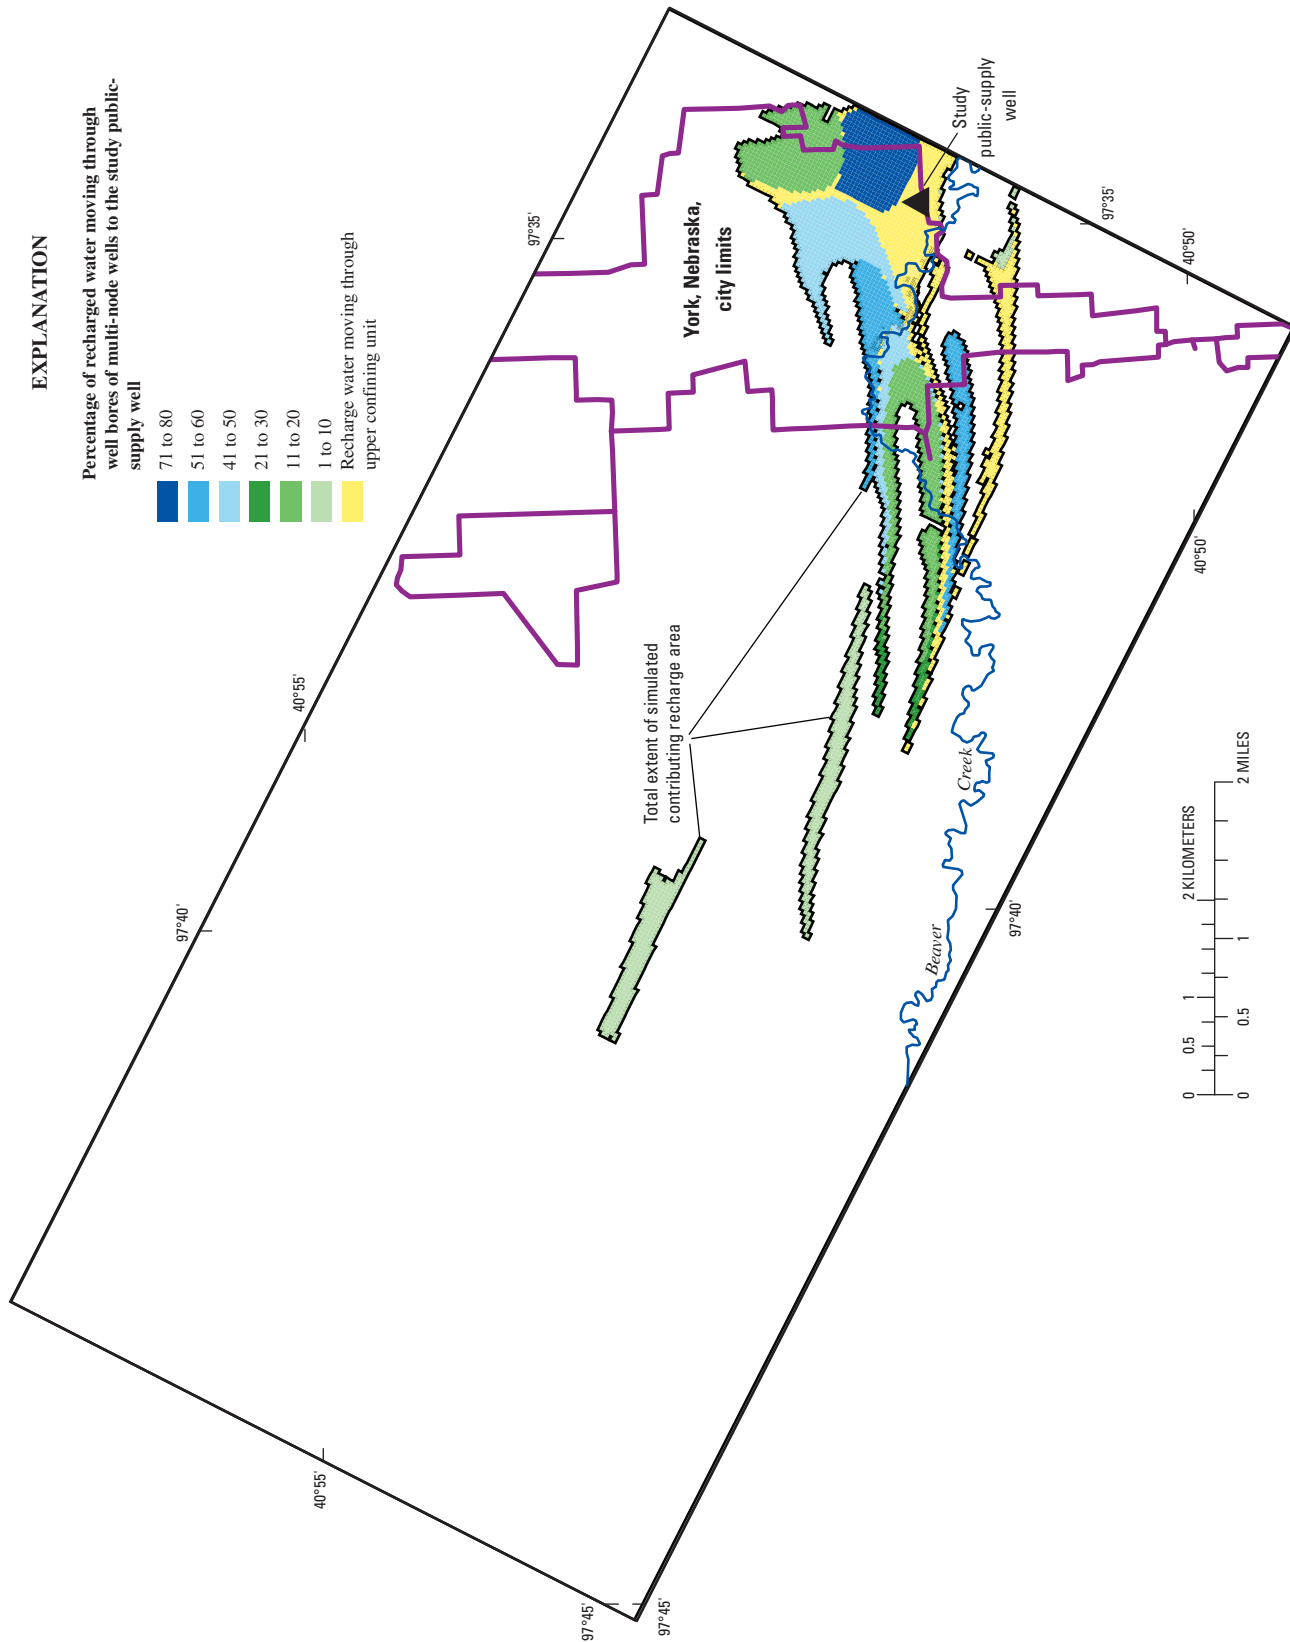 EXPLANATION
Percentage of recharged water moving through
well bores of multi-node wells to the study public-
supply well
71 to 80
51 to 60
41 to 50
21 to 30
11 to 20
1 to 10
Recharge water moving through
upper confining unit
97°35'
York, Nebraska,
city limits
Study
public-supply
well
97°35'
40°50'
40°50'
40°55'
Total extent of simulated
contributing recharge area
97°40'
Beaver
Creek
97°40'
40°55'
97°45'
97°45'
0
0.5
1
2 KILOMETERS
0
0.5
1
2 MILES